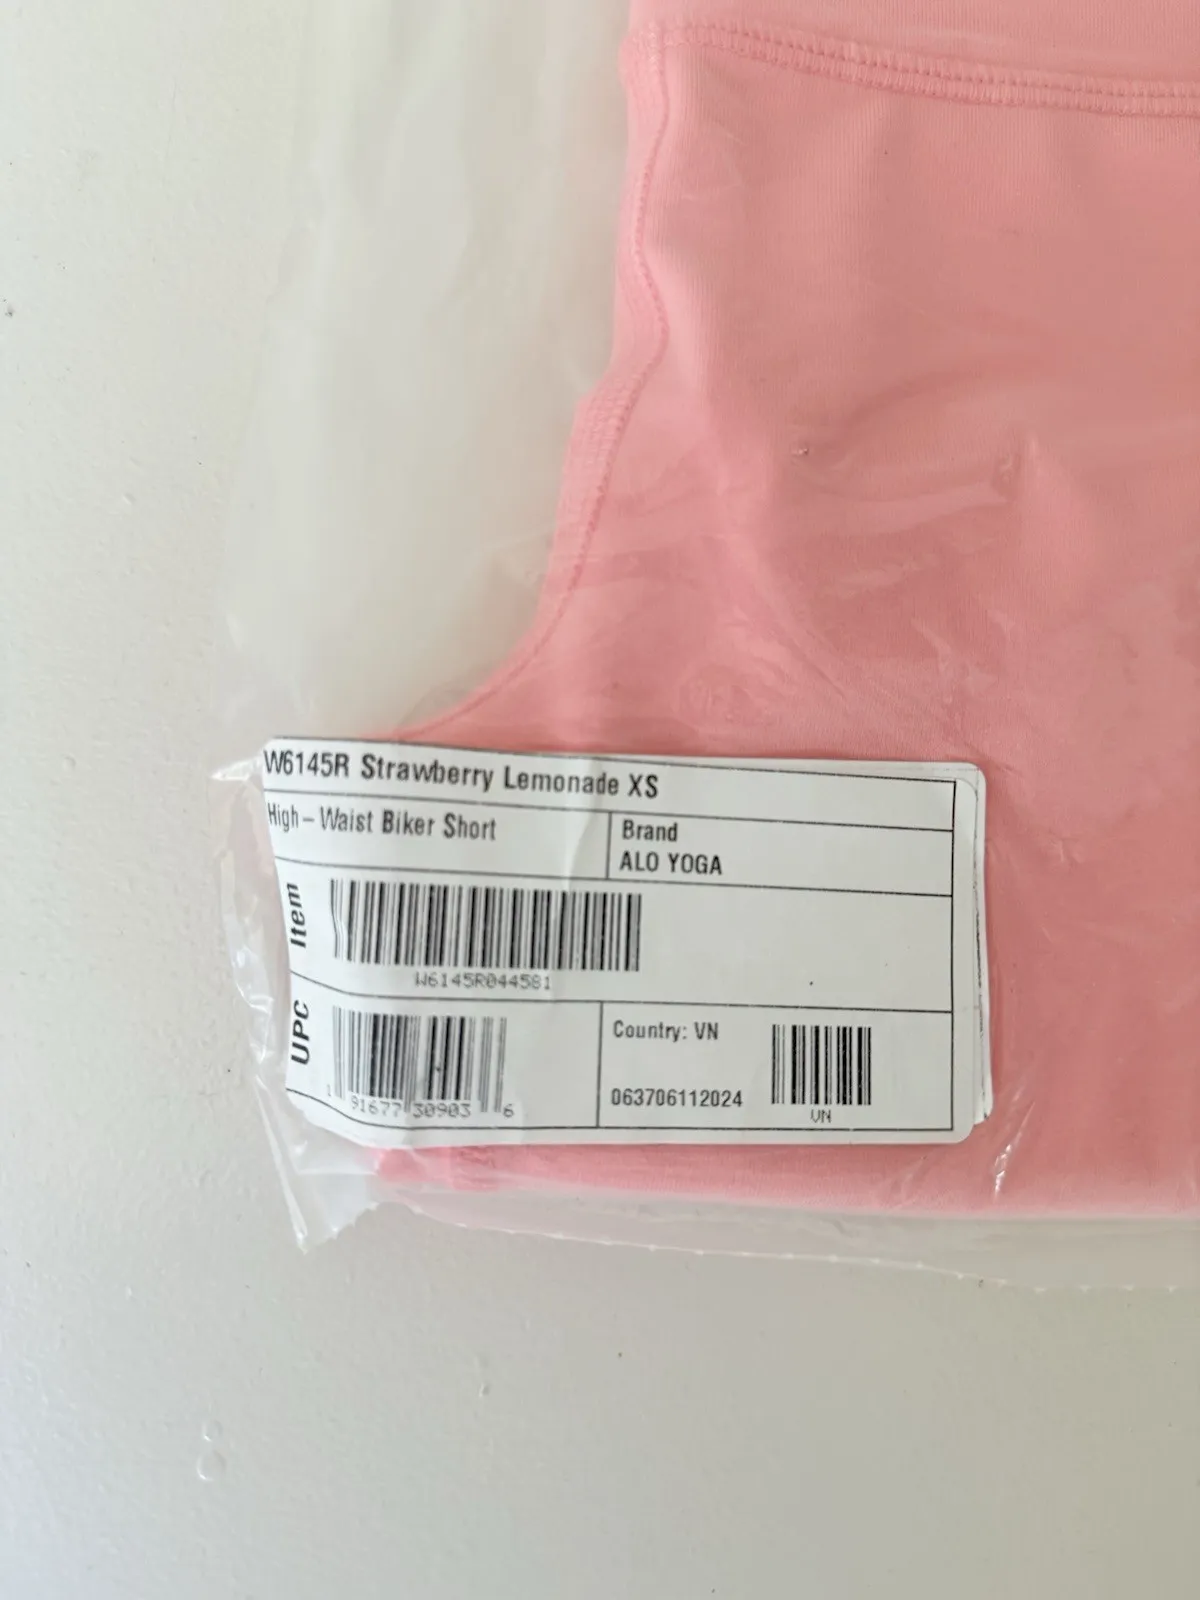 W6145R Strawberry Lemonade XS
High-Waist Biker Short
Brand
ALO YOGA
Item
W6145R044581
UPC
1 91677 30903 6
Country: VN
063706112024
VN